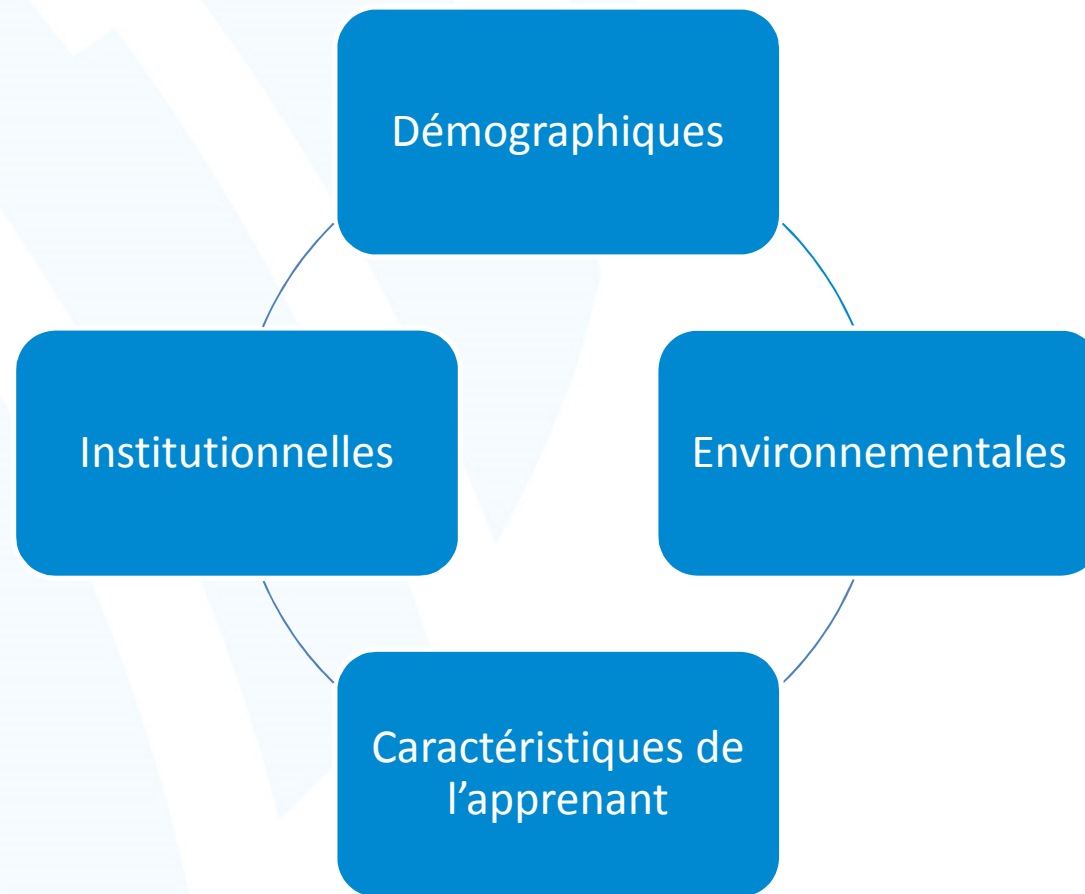 Démographiques
Institutionnelles
Environnementales
Caractéristiques de
l’apprenant